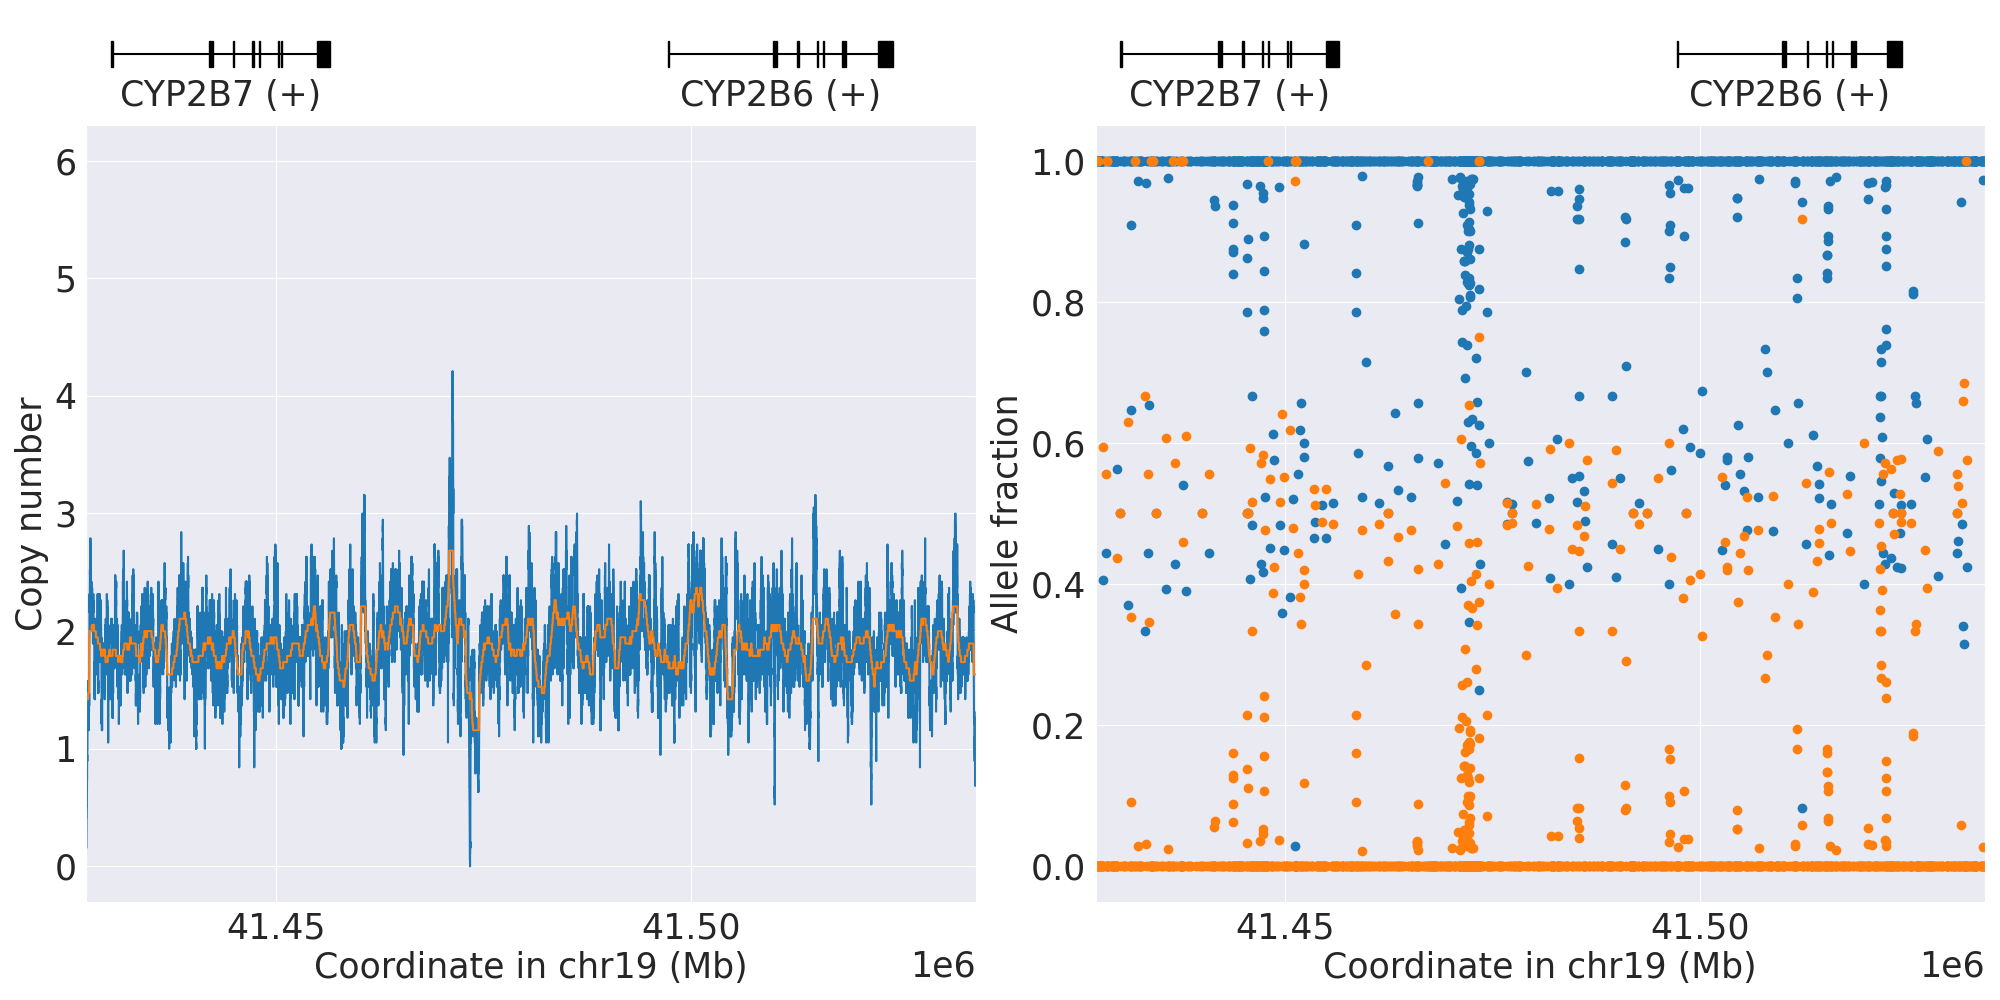 CYP2B7 (+)
CYP2B6 (+)
CYP2B7 (+)
CYP2B6 (+)
6
5
4
3
2
1
0
Copy number
41.45
41.50
Coordinate in chr19 (Mb)
1e6
1.0
0.8
0.6
0.4
0.2
0.0
Allele fraction
41.45
41.50
Coordinate in chr19 (Mb)
1e6